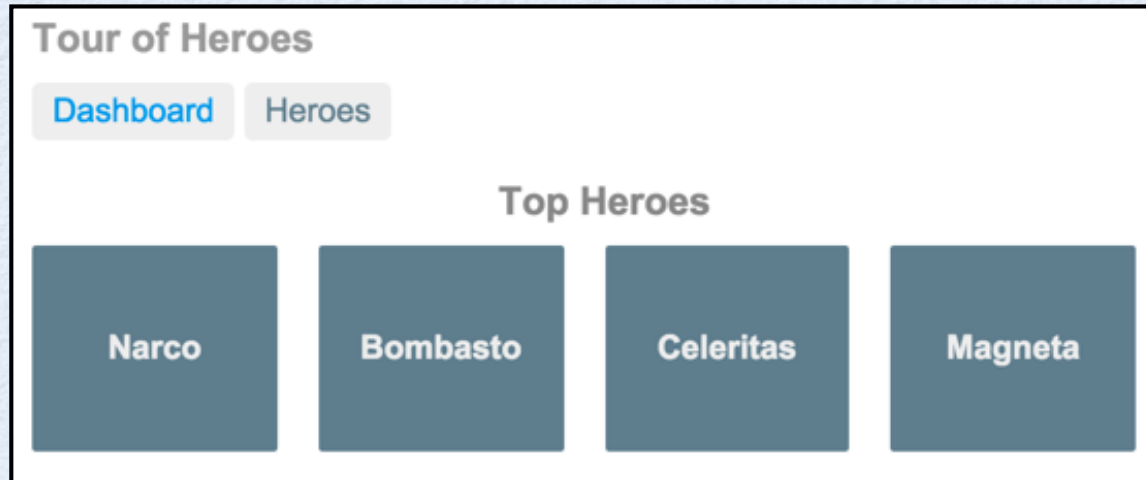 Tour of Heroes
Dashboard Heroes
Top Heroes
Narco Bombasto Celeritas Magneta